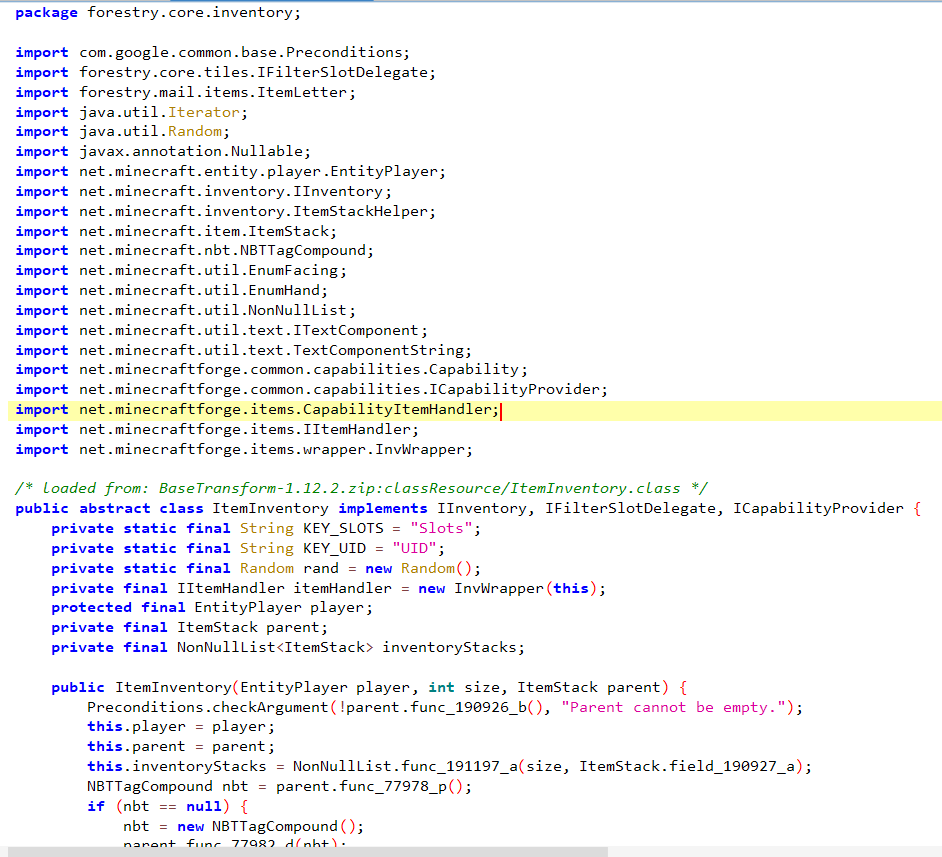 package forestry.core.inventory;
import com.google.common.base.Preconditions;
import forestry.core.tiles.IFilterSlotDelegate;
import forestry.mail.items.ItemLetter;
import java.util.Iterator;
import java.util.Random;
import javax.annotation.Nullable;
import net.minecraft.entity.player.EntityPlayer;
import net.minecraft.inventory.IInventory;
import net.minecraft.inventory.ItemStackHelper;
import net.minecraft.item.ItemStack;
import net.minecraft.nbt.NBTTagCompound;
import net.minecraft.util.EnumFacing;
import net.minecraft.util.EnumHand;
import net.minecraft.util.NonNullList;
import net.minecraft.util.text.ITextComponent;
import net.minecraft.util.text.TextComponentString;
import net.minecraftforge.common.capabilities.Capability;
import net.minecraftforge.common.capabilities.ICapabilityProvider;
import net.minecraftforge.items.CapabilityItemHandler;
import net.minecraftforge.items.IItemHandler;
import net.minecraftforge.items.wrapper.InvWrapper;
/* loaded from: BaseTransform-1.12.2.zip:classResource/ItemInventory.class */
public abstract class ItemInventory implements IInventory, IFilterSlotDelegate, ICapabilityProvider {
private static final String KEY_SLOTS = "Slots";
private static final String KEY_UID = "UID";
private static final Random rand = new Random();
private final IItemHandler itemHandler = new InvWrapper(this);
protected final EntityPlayer player;
private final ItemStack parent;
private final NonNullList<ItemStack> inventoryStacks;
public ItemInventory(EntityPlayer player, int size, ItemStack parent) {
Preconditions.checkArgument(!parent.func_190926_b(), "Parent cannot be empty.");
this.player = player;
this.parent = parent;
this.inventoryStacks = NonNullList.func_191197_a(size, ItemStack.field_190927_a);
NBTTagCompound nbt = parent.func_77978_p();
if (nbt == null) {
nbt = new NBTTagCompound();
parent.func_77982_d(nbt);